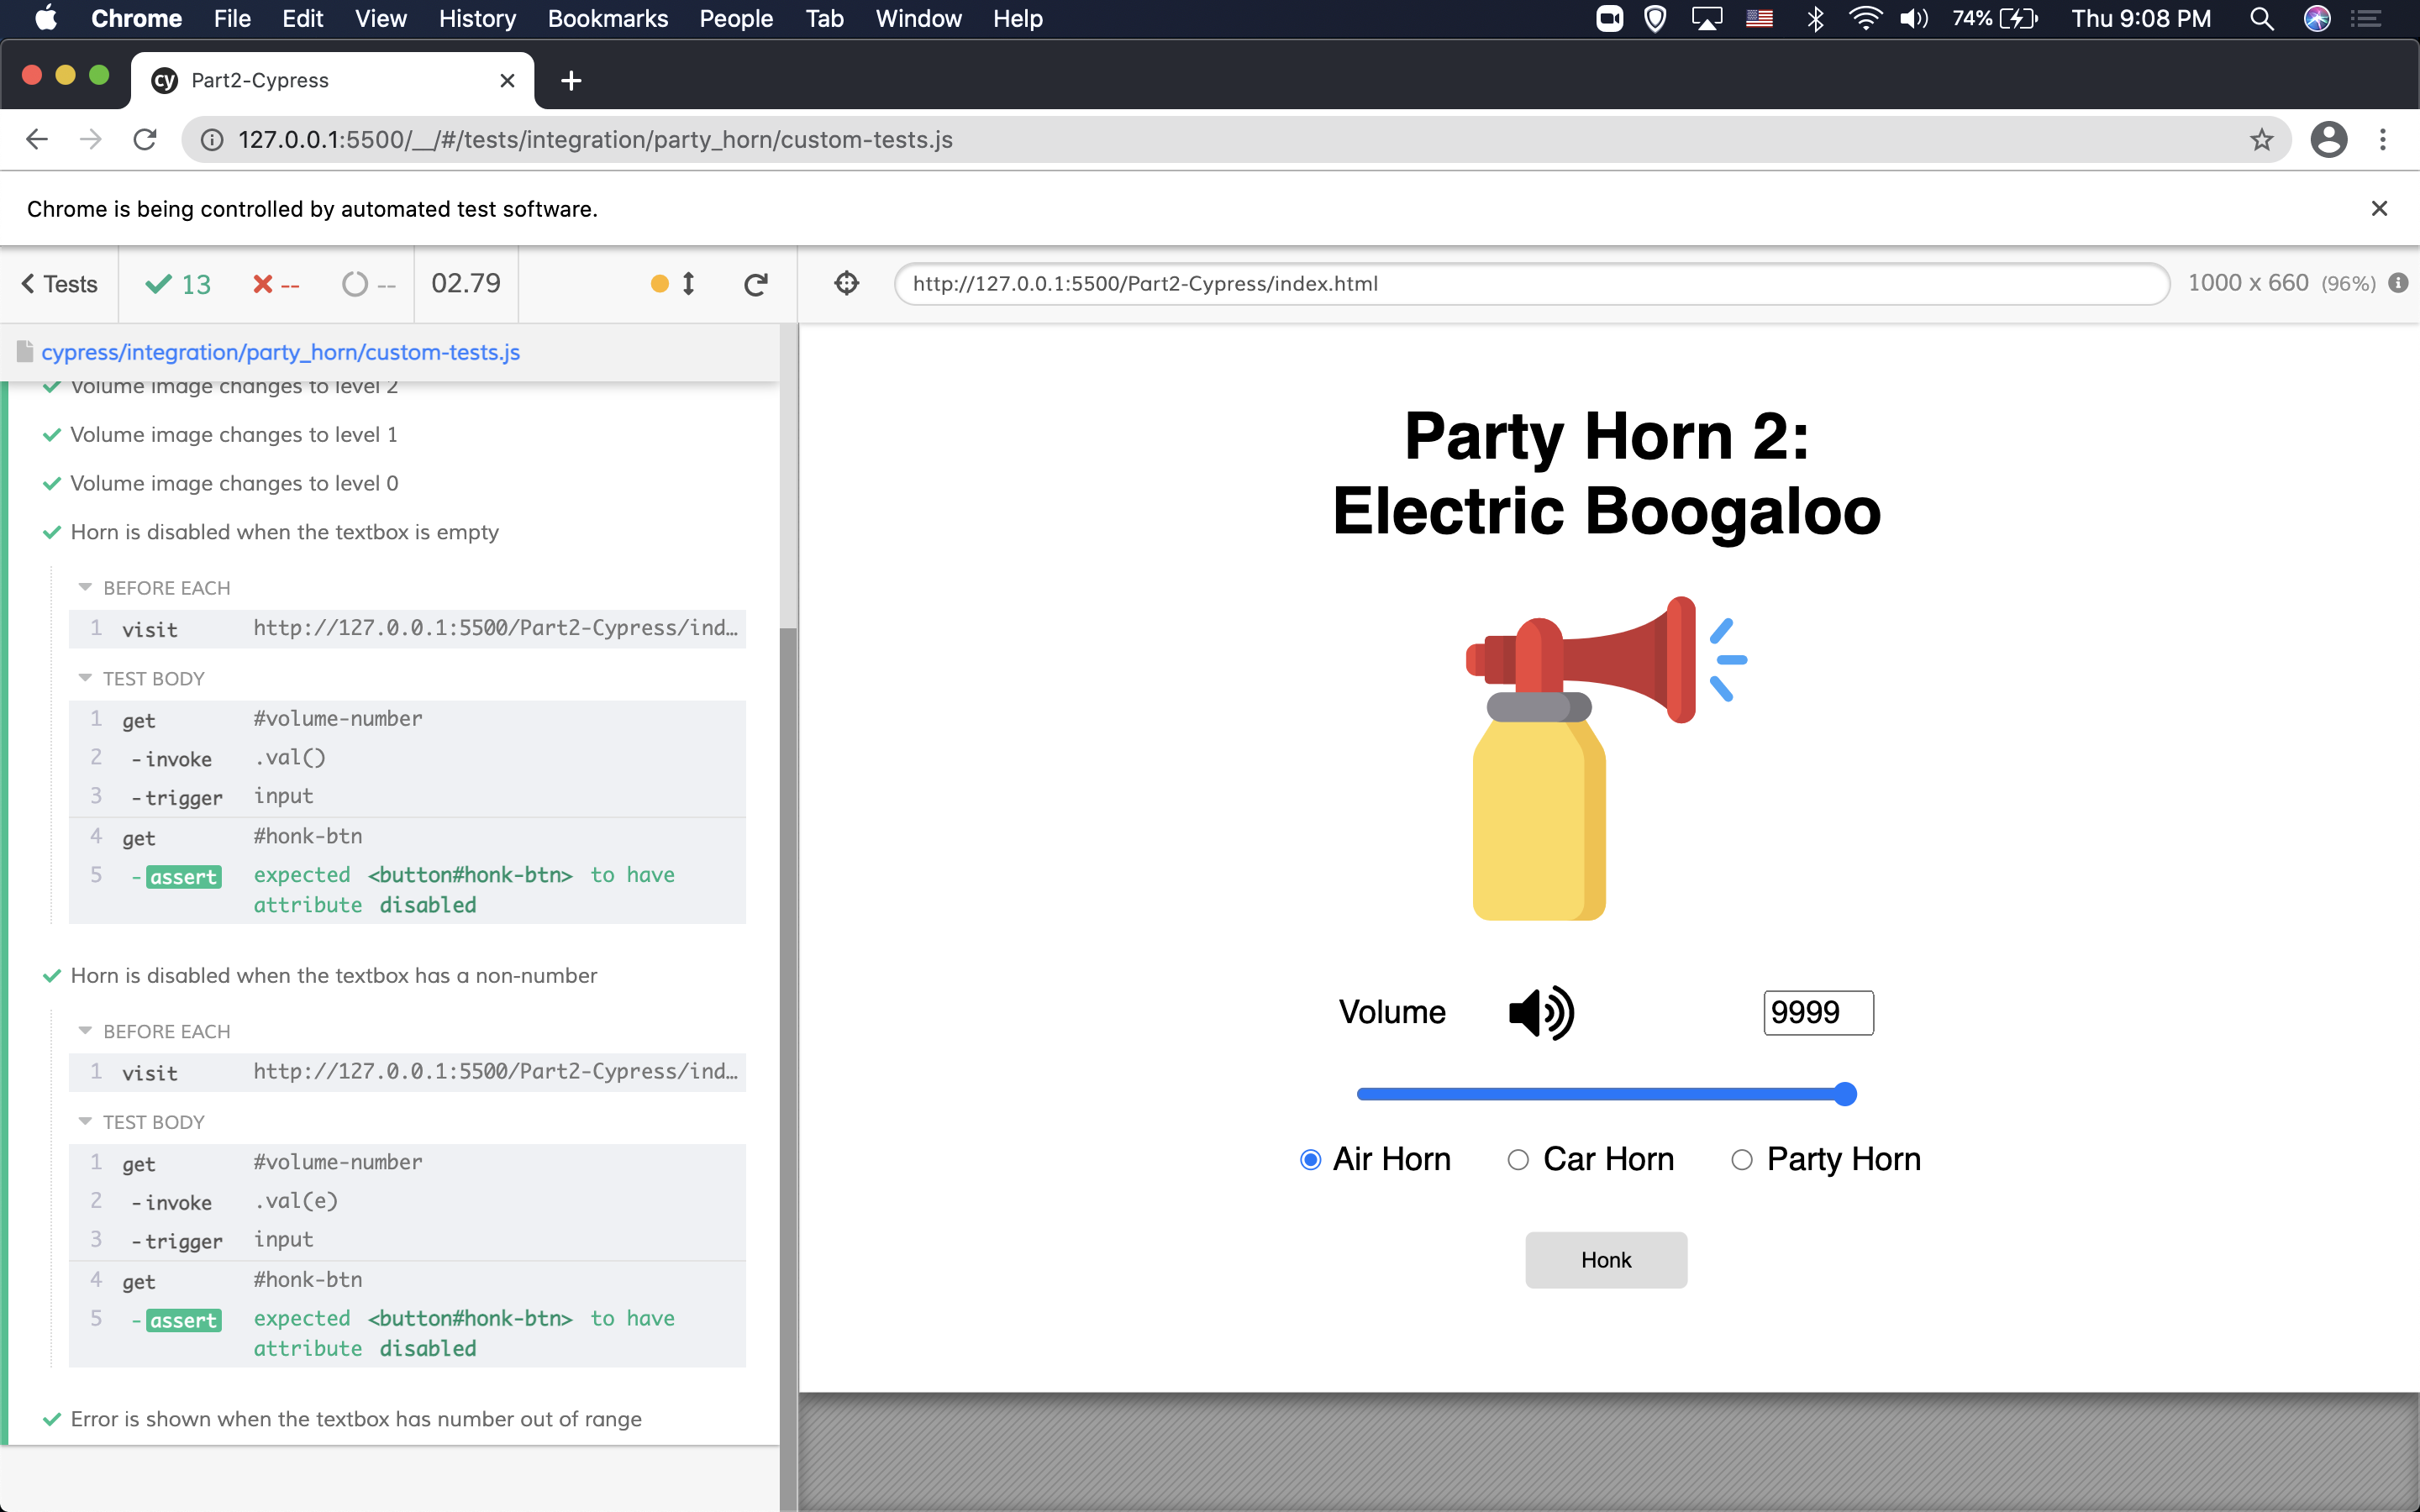 Chrome File Edit View History Bookmarks People Tab Window Help 74% Thu 9:08 PM
cy Part2-Cypress
127.0.0.1:5500/__/#/tests/integration/party_horn/custom-tests.js
Chrome is being controlled by automated test software.
Tests 13 -- -- 02.79 http://127.0.0.1:5500/Part2-Cypress/index.html 1000 x 660 (96%)
cypress/integration/party_horn/custom-tests.js
Volume image changes to level 2
Volume image changes to level 1
Volume image changes to level 0
Horn is disabled when the textbox is empty
BEFORE EACH
1 visit http://127.0.0.1:5500/Part2-Cypress/ind…
TEST BODY
1 get #volume-number
2 -invoke .val()
3 -trigger input
4 get #honk-btn
5 -assert expected <button#honk-btn> to have
attribute disabled
Horn is disabled when the textbox has a non-number
BEFORE EACH
1 visit http://127.0.0.1:5500/Part2-Cypress/ind…
TEST BODY
1 get #volume-number
2 -invoke .val(e)
3 -trigger input
4 get #honk-btn
5 -assert expected <button#honk-btn> to have
attribute disabled
Error is shown when the textbox has number out of range
Party Horn 2:
Electric Boogaloo
Volume 9999
Air Horn Car Horn Party Horn
Honk